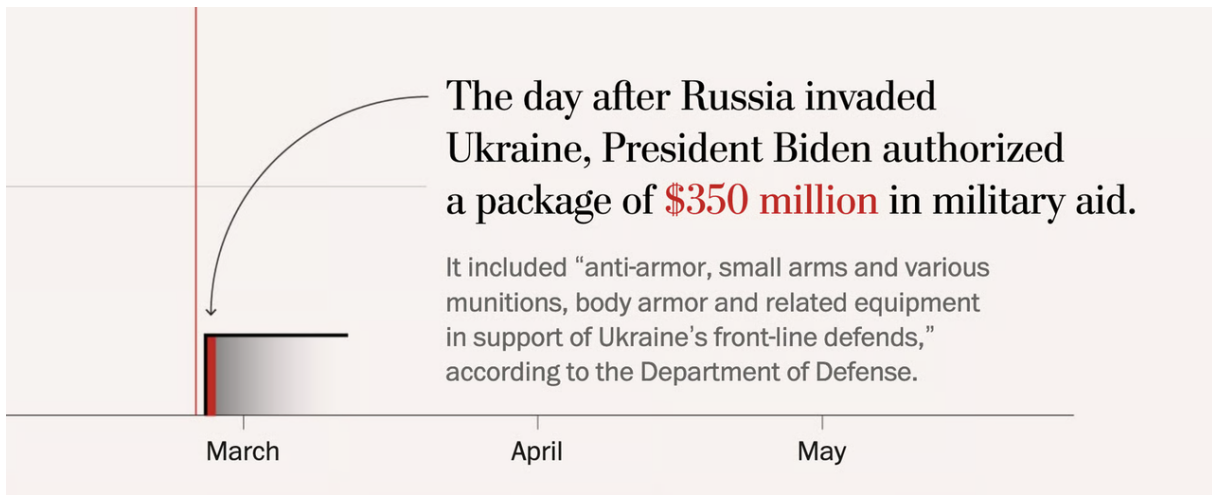 The day after Russia invaded
Ukraine, President Biden authorized
a package of $350 million in military aid.
It included “anti-armor, small arms and various
munitions, body armor and related equipment
in support of Ukraine’s front-line defends,”
according to the Department of Defense.
March April May